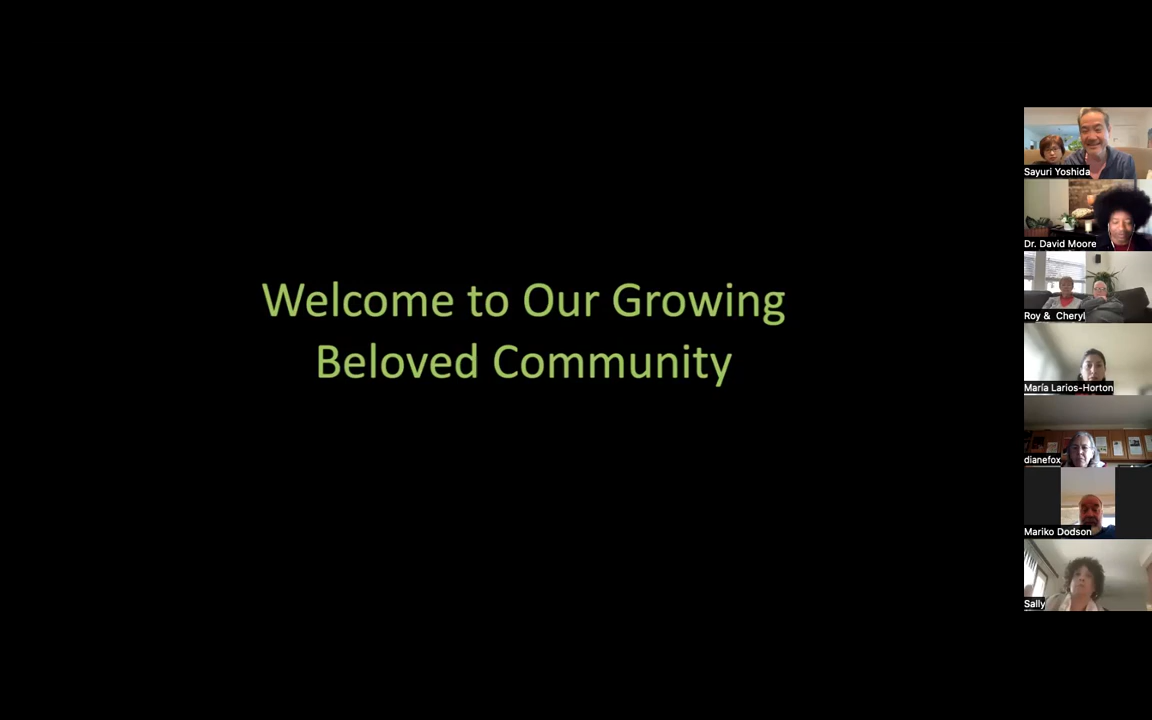 Welcome to Our Growing
Beloved Community
Sayuri Yoshida
Dr. David Moore
Roy & Cheryl
María Larios-Horton
dianefox
Mariko Dodson
Sally